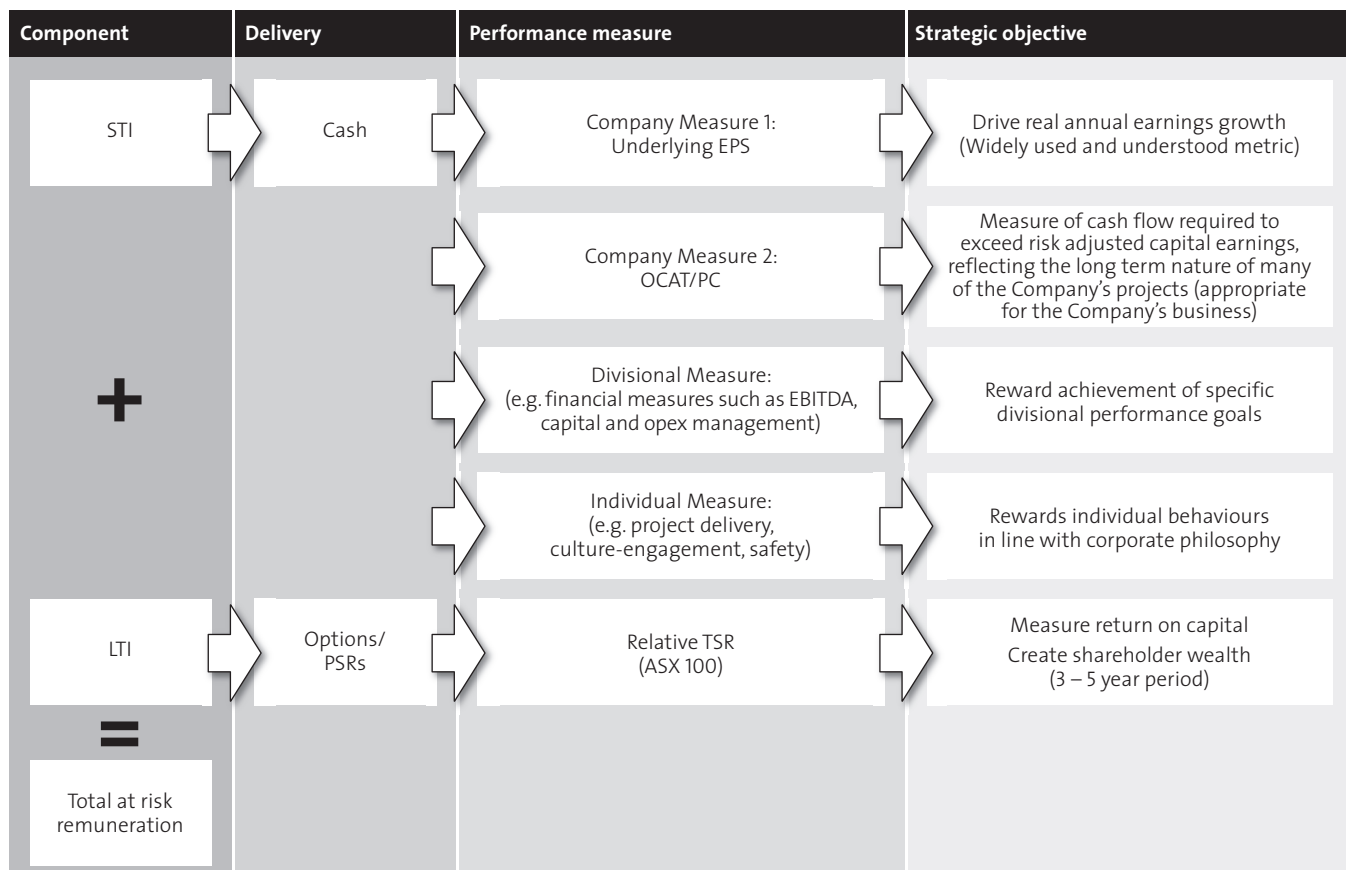 Component
Delivery
Performance measure
Strategic objective
STI
Cash
Company Measure 1:
Underlying EPS
Drive real annual earnings growth
(Widely used and understood metric)
Company Measure 2:
OCAT/PC
Measure of cash flow required to
exceed risk adjusted capital earnings,
reflecting the long term nature of many
of the Company’s projects (appropriate
for the Company’s business)
+
Divisional Measure:
(e.g. financial measures such as EBITDA,
capital and opex management)
Reward achievement of specific
divisional performance goals
Individual Measure:
(e.g. project delivery,
culture-engagement, safety)
Rewards individual behaviours
in line with corporate philosophy
LTI
Options/
PSRs
Relative TSR
(ASX 100)
Measure return on capital
Create shareholder wealth
(3 – 5 year period)
=
Total at risk
remuneration